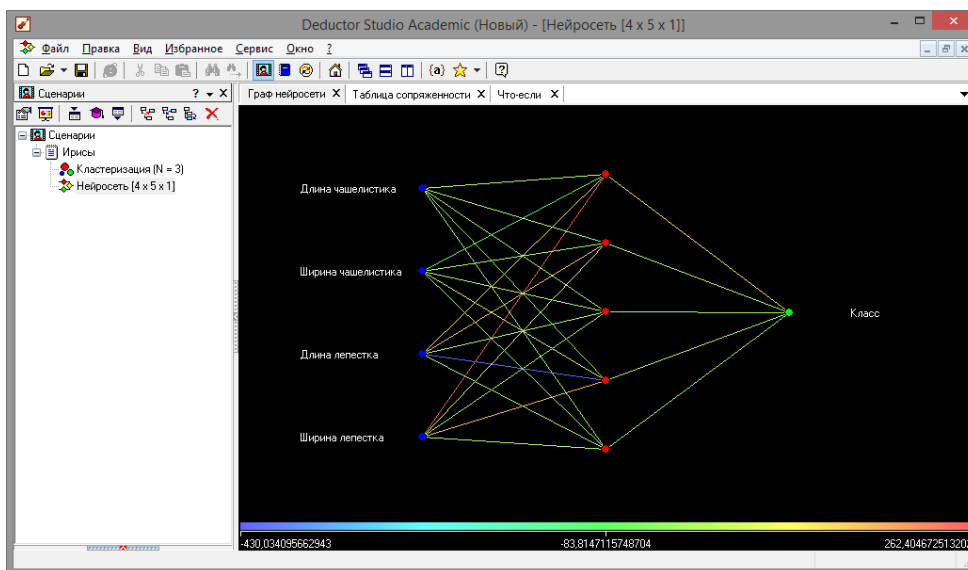 Deductor Studio Academic (Новый) - [Нейросеть [4 x 5 x 1]]
Файл Правка Вид Избранное Сервис Окно ?
Сценарии
Граф нейросети X Таблица сопряженности X Что-если X
Сценарии
Ирисы
Кластеризация (N = 3)
Нейросеть [4 x 5 x 1]
Длина чашелистика
Ширина чашелистика
Длина лепестка
Ширина лепестка
Класс
-430,034095662943 -83,8147115748704 262,404672513202